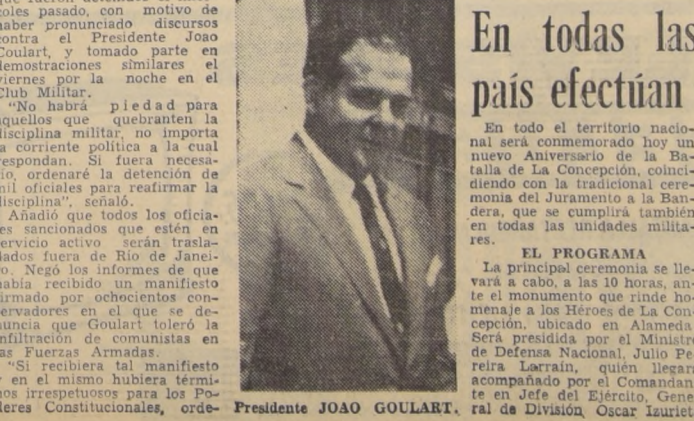 que fueron detenidos el miér-
coles pasado, con motivo de
haber pronunciado discursos
contra el Presidente Joao
Goulart, y tomado parte en
demostraciones similares el
viernes por la noche en el
Club Militar.
"No habrá piedad para
aquellos que quebranten la
disciplina militar, no importa
la corriente política a la cual
respondan. Si fuera necesa-
rio, ordenaré la detención de
mil oficiales para reafirmar la
disciplina", señaló.
Añadió que todos los oficia-
les sancionados que estén en
servicio activo serán trasla-
dados fuera de Rio de Janei-
ro. Negó los informes de que
había recibido un manifiesto
firmado por ochocientos con-
servadores en el que se de-
nuncia que Goulart toleró la
infiltración de comunistas en
las Fuerzas Armadas.
"Si recibiera tal manifiesto
y en el mismo hubiera térmi-
nos irrespetuosos para los Po-
deres Constitucionales, orde-
Presidente JOAO GOULART.
En todas las
país efectúan
En todo el territorio nacio-
nal será conmemorado hoy un
nuevo Aniversario de la Ba-
talla de La Concepción, coinci-
diendo con la tradicional cere-
monia del Juramento a la Ban-
dera, que se cumplirá también
en todas las unidades milita-
res.
EL PROGRAMA
La principal ceremonia se lle-
vará a cabo, a las 10 horas, an-
te el monumento que rinde ho-
menaje a los Héroes de La Con-
cepción, ubicado en Alameda
Será presidida por el Ministro
de Defensa Nacional, Julio Pe
reira Larraín, quién llegará
acompañado por el Comandan
te en Jefe del Ejército, Gene
ral de División Oscar Izuriet